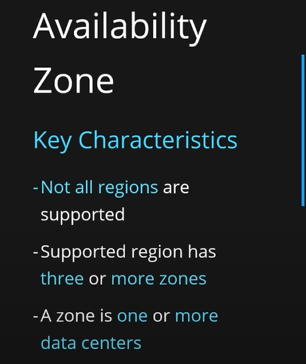 Availability
Zone
Key Characteristics
-Not all regions are
supported
-Supported region has
three or more zones
-A zone is one or more
data centers